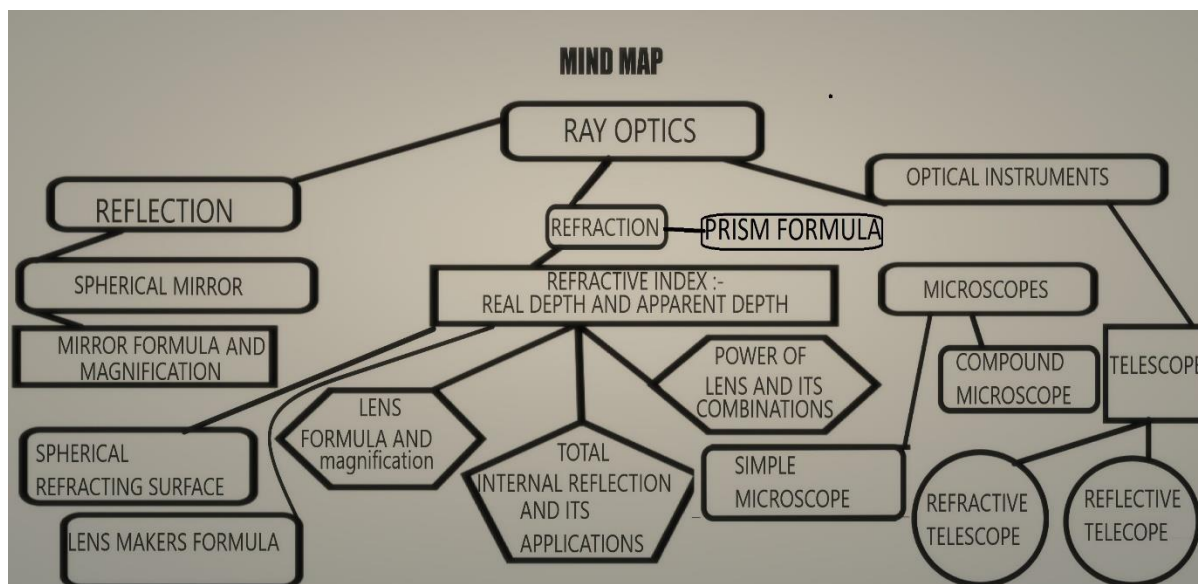 MIND MAP
RAY OPTICS
OPTICAL INSTRUMENTS
REFLECTION
REFRACTION
PRISM FORMULA
SPHERICAL MIRROR
REFRACTIVE INDEX :-
REAL DEPTH AND APPARENT DEPTH
MICROSCOPES
MIRROR FORMULA AND
MAGNIFICATION
POWER OF
LENS AND ITS
COMBINATIONS
COMPOUND
MICROSCOPE
TELESCOPE
LENS
FORMULA AND
magnification
SPHERICAL
REFRACTING SURFACE
TOTAL
INTERNAL REFLECTION
AND ITS
APPLICATIONS
SIMPLE
MICROSCOPE
REFRACTIVE
TELESCOPE
REFLECTIVE
TELECOPE
LENS MAKERS FORMULA